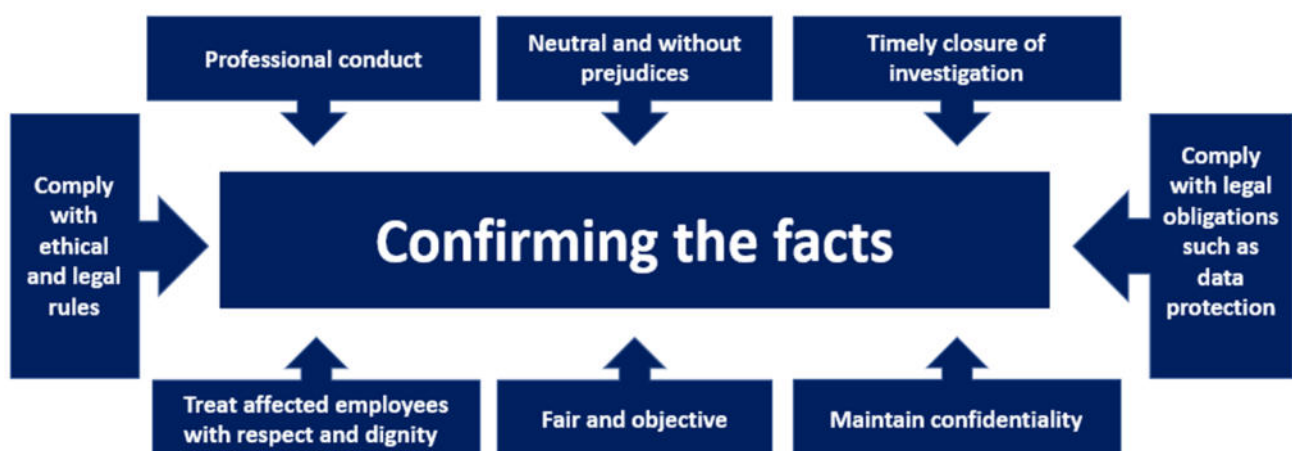 Professional conduct
Neutral and without
prejudices
Timely closure of
investigation
Comply
with
ethical
and legal
rules
Confirming the facts
Comply
with legal
obligations
such as
data
protection
Treat affected employees
with respect and dignity
Fair and objective
Maintain confidentiality